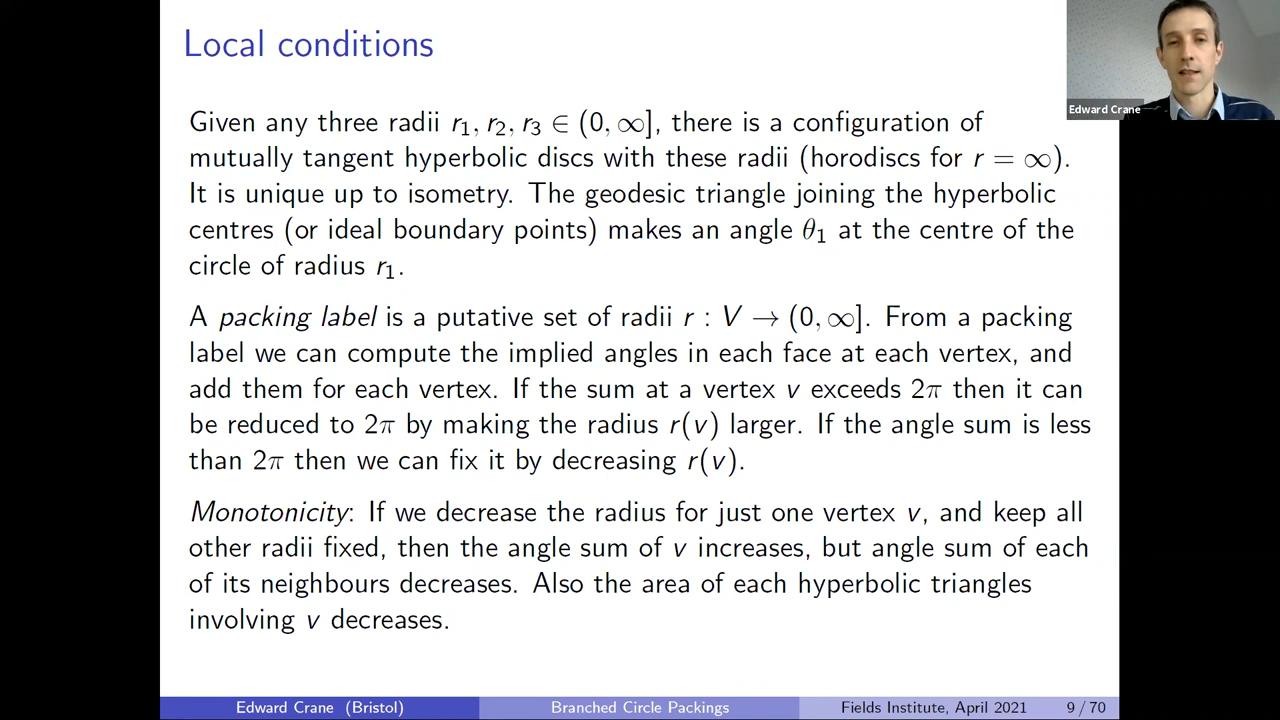 Local conditions
Edward Crane
Given any three radii r₁, r₂, r₃ ∈ (0, ∞], there is a configuration of
mutually tangent hyperbolic discs with these radii (horodiscs for r = ∞).
It is unique up to isometry. The geodesic triangle joining the hyperbolic
centres (or ideal boundary points) makes an angle θ₁ at the centre of the
circle of radius r₁.
A packing label is a putative set of radii r : V → (0, ∞]. From a packing
label we can compute the implied angles in each face at each vertex, and
add them for each vertex. If the sum at a vertex v exceeds 2π then it can
be reduced to 2π by making the radius r(v) larger. If the angle sum is less
than 2π then we can fix it by decreasing r(v).
Monotonicity: If we decrease the radius for just one vertex v, and keep all
other radii fixed, then the angle sum of v increases, but angle sum of each
of its neighbours decreases. Also the area of each hyperbolic triangles
involving v decreases.
Edward Crane (Bristol)
Branched Circle Packings
Fields Institute, April 2021
9 / 70